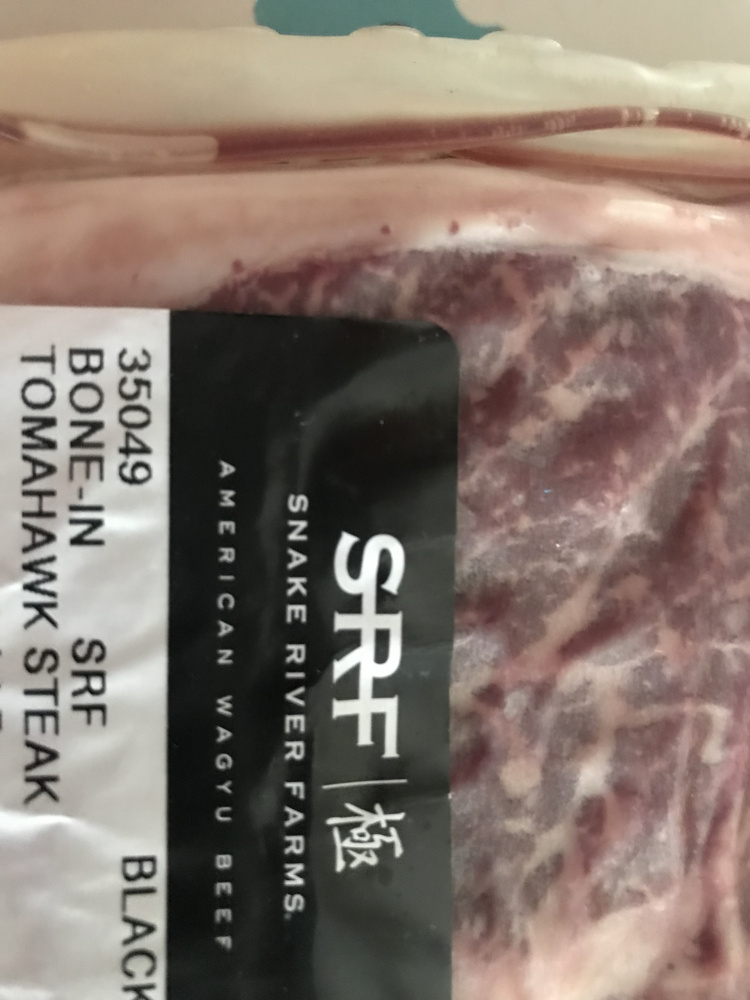 SRF | 極
SNAKE RIVER FARMS®
AMERICAN WAGYU BEEF
35049 BLACK
BONE-IN SRF
TOMAHAWK STEAK